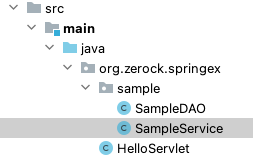 src
main
java
org.zerock.springex
sample
SampleDAO
SampleService
HelloServlet